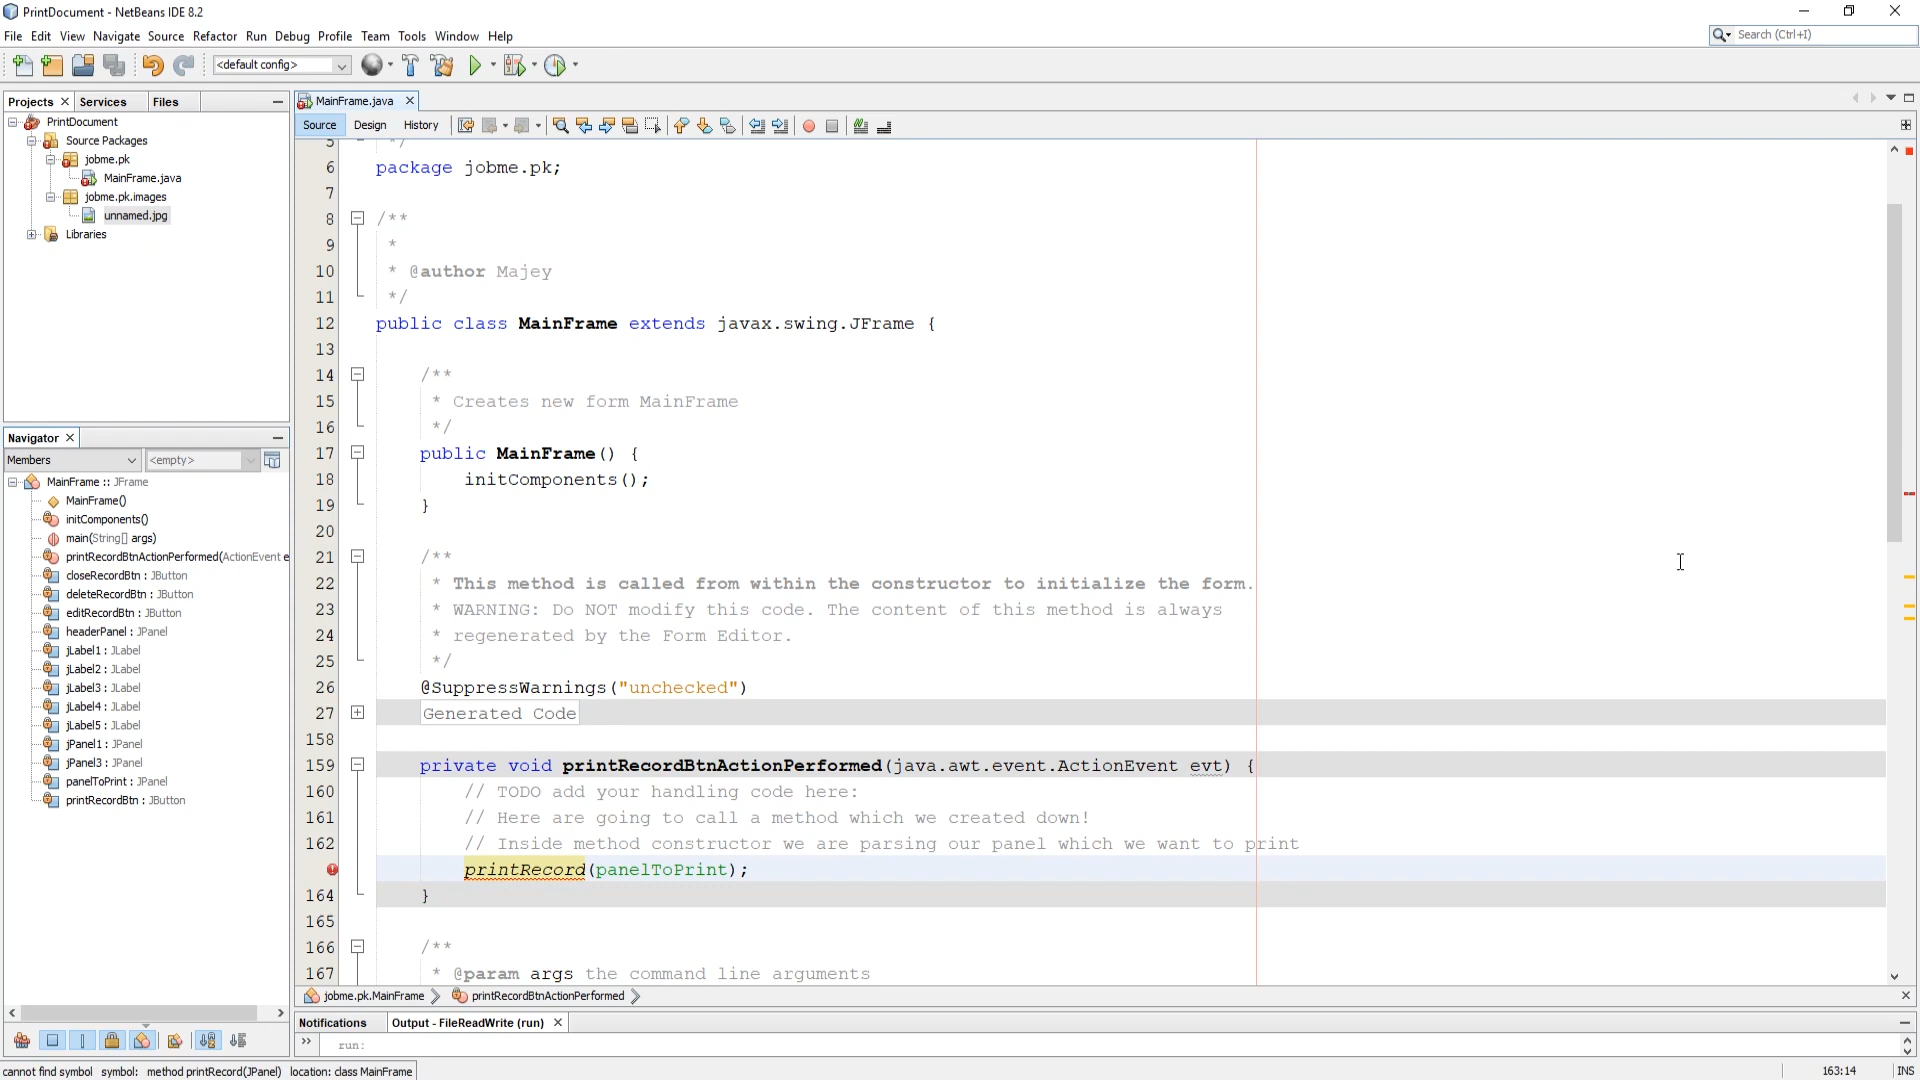 PrintDocument - NetBeans IDE 8.2
File Edit View Navigate Source Refactor Run Debug Profile Team Tools Window Help
Search (Ctrl+I)
<default config>
Projects Services Files
PrintDocument
Source Packages
jobme.pk
MainFrame.java
jobme.pk.images
unnamed.jpg
Libraries
Navigator
Members <empty>
MainFrame :: JFrame
MainFrame()
initComponents()
main(String[] args)
printRecordBtnActionPerformed(ActionEvent e
closeRecordBtn : JButton
deleteRecordBtn : JButton
editRecordBtn : JButton
headerPanel : JPanel
jLabel1 : JLabel
jLabel2 : JLabel
jLabel3 : JLabel
jLabel4 : JLabel
jLabel5 : JLabel
jPanel1 : JPanel
jPanel3 : JPanel
panelToPrint : JPanel
printRecordBtn : JButton
MainFrame.java
Source Design History
5 */
6 package jobme.pk;
7
8 /**
9 *
10 * @author Majey
11 */
12 public class MainFrame extends javax.swing.JFrame {
13
14 /**
15 * Creates new form MainFrame
16 */
17 public MainFrame() {
18 initComponents();
19 }
20
21 /**
22 * This method is called from within the constructor to initialize the form.
23 * WARNING: Do NOT modify this code. The content of this method is always
24 * regenerated by the Form Editor.
25 */
26 @SuppressWarnings("unchecked")
27 Generated Code
158
159 private void printRecordBtnActionPerformed(java.awt.event.ActionEvent evt) {
160 // TODO add your handling code here:
161 // Here are going to call a method which we created down!
162 // Inside method constructor we are parsing our panel which we want to print
printRecord(panelToPrint);
164 }
165
166 /**
167 * @param args the command line arguments
jobme.pk.MainFrame printRecordBtnActionPerformed
Notifications Output - FileReadWrite (run)
run:
cannot find symbol symbol: method printRecord(JPanel) location: class MainFrame
163:14 INS